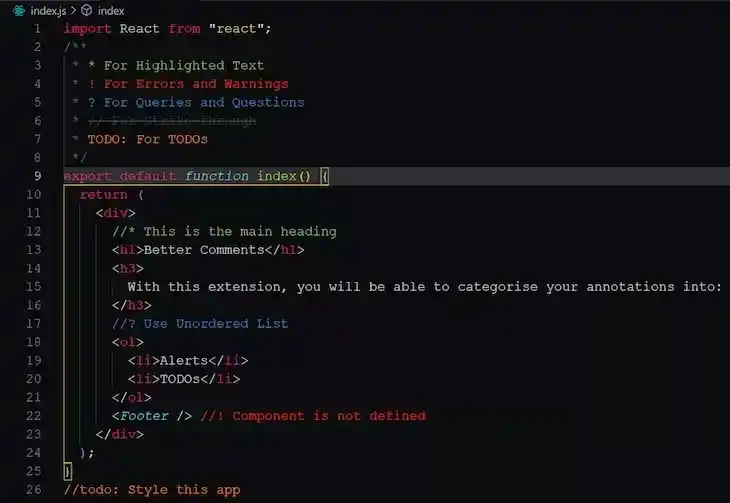 index.js > index
1 import React from "react";
2 /**
3  * * For Highlighted Text
4  * ! For Errors and Warnings
5  * ? For Queries and Questions
6  * // For Strike through
7  * TODO: For TODOs
8  */
9 export default function index() {
10   return (
11     <div>
12       //* This is the main heading
13       <h1>Better Comments</h1>
14       <h3>
15         With this extension, you will be able to categorise your annotations into:
16       </h3>
17       //? Use Unordered List
18       <ol>
19         <li>Alerts</li>
20         <li>TODOs</li>
21       </ol>
22       <Footer /> //! Component is not defined
23     </div>
24   );
25 }
26 //todo: Style this app